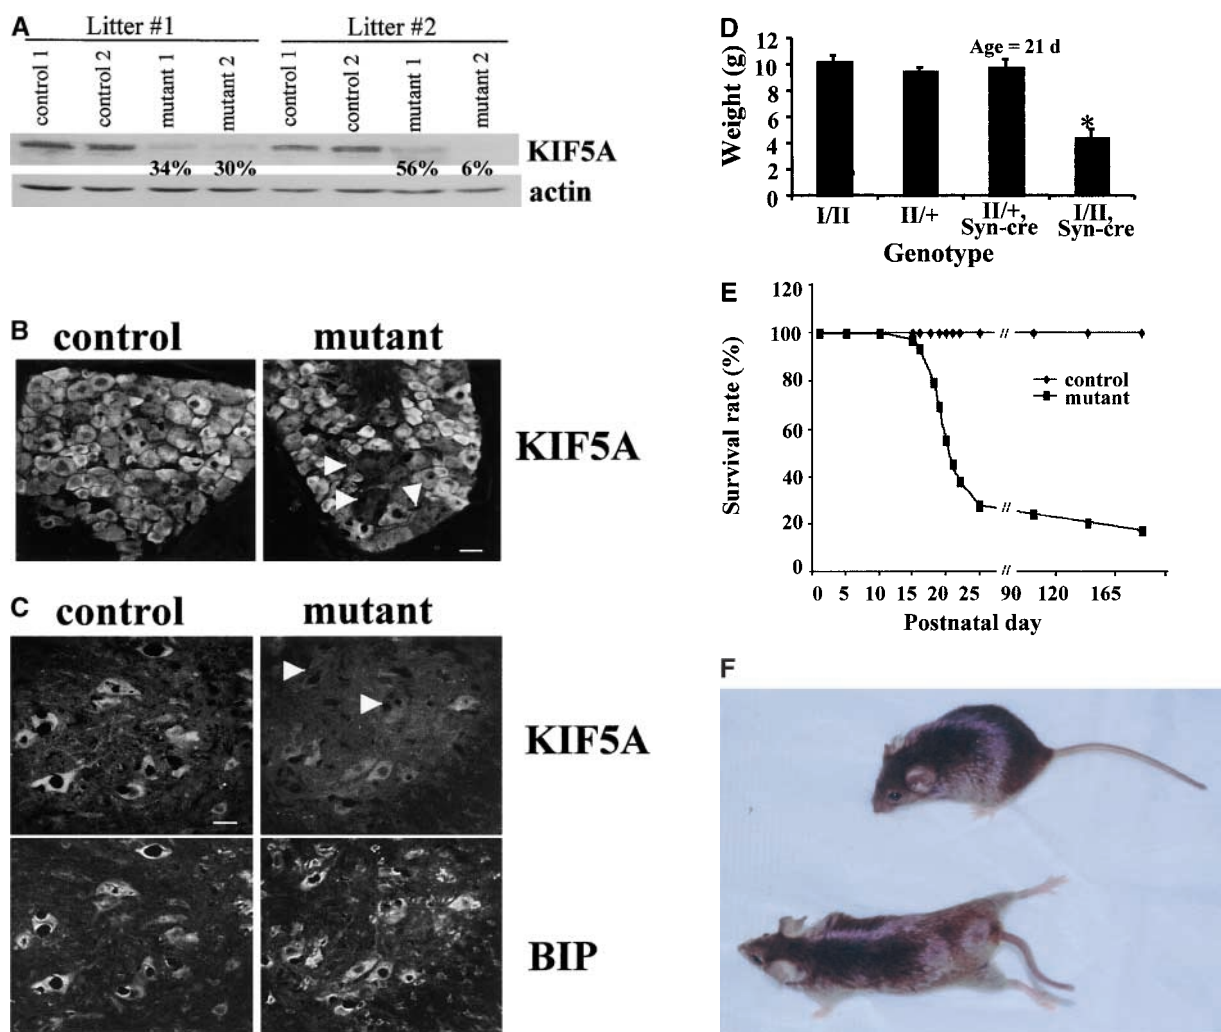 A
Litter #1
Litter #2
control 1
control 2
mutant 1
mutant 2
control 1
control 2
mutant 1
mutant 2
KIF5A
34%
30%
56%
6%
actin
B
control
mutant
KIF5A
C
control
mutant
KIF5A
BIP
D
Age = 21 d
Weight (g)
12
10
8
6
4
2
0
*
I/II
II/+
II/+,
Syn-cre
I/II,
Syn-cre
Genotype
E
Survival rate (%)
120
100
80
60
40
20
0
//
control
mutant
//
//
0 5 10 15 20 25 90 120 165
Postnatal day
F